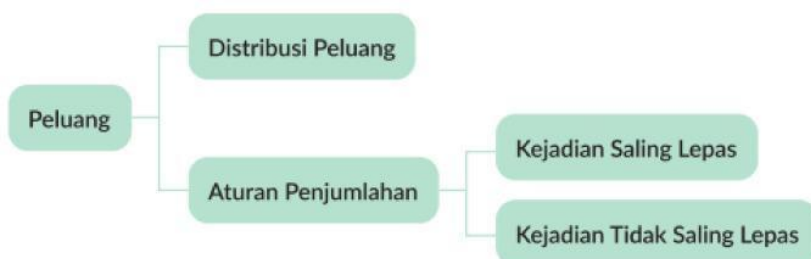 Distribusi Peluang
Peluang
Kejadian Saling Lepas
Aturan Penjumlahan
Kejadian Tidak Saling Lepas